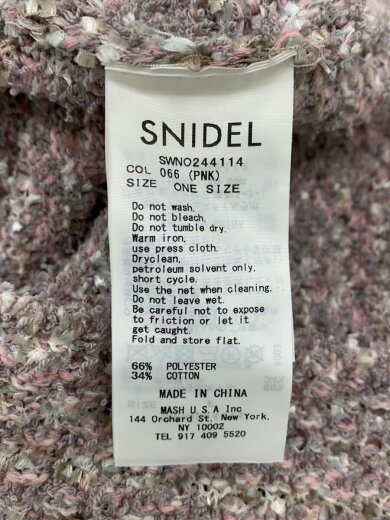 SNIDEL
SWNO244114
COL 066 (PNK)
SIZE ONE SIZE
Do not wash.
Do not bleach.
Do not tumble dry.
Warm iron,
use press cloth.
Dryclean,
petroleum solvent only.
short cycle.
Use the net when cleaning.
Do not leave wet.
Be careful not to expose
to friction or let it
get caught.
Fold and store flat.
66% POLYESTER
34% COTTON
MADE IN CHINA
MASH U.S.A Inc
144 Orchard St. New York.
NY 10002
TEL 917 409 5520